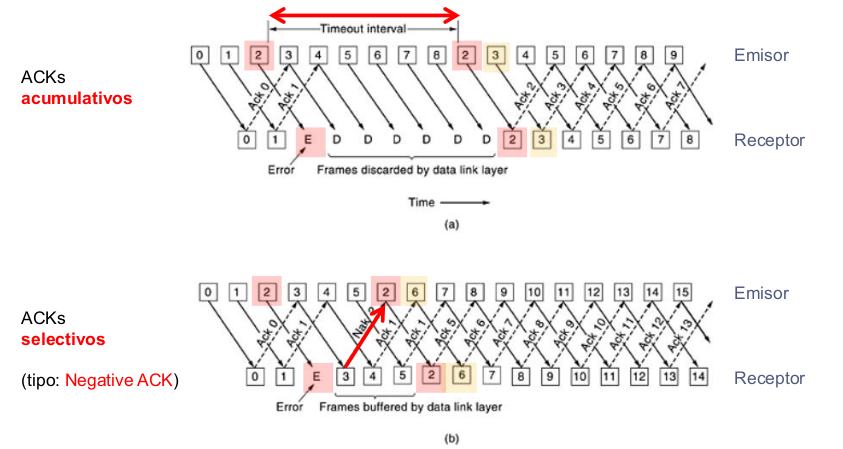 Timeout interval
0 1 2 3 4 5 6 7 8 2 3 4 5 6 7 8 9
Emisor
ACKs
acumulativos
Ack 0 Ack 1 Ack 2 Ack 3 Ack 4 Ack 5 Ack 6 Ack 7
0 1 E D D D D D D 2 3 4 5 6 7 8
Receptor
Error
Frames discarded by data link layer
Time
(a)
0 1 2 3 4 5 2 6 7 8 9 10 11 12 13 14 15
Emisor
ACKs
selectivos
(tipo: Negative ACK)
Ack 0 Ack 1 Nak 2 Ack 1 Ack 1 Ack 5 Ack 6 Ack 7 Ack 8 Ack 9 Ack 10 Ack 11 Ack 12 Ack 13
0 1 E 3 4 5 2 6 7 8 9 10 11 12 13 14
Receptor
Error
Frames buffered by data link layer
(b)